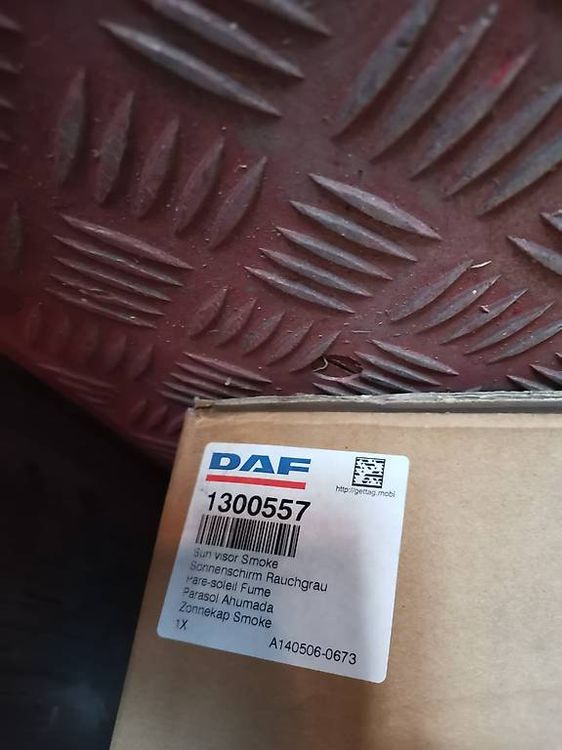 DAF
http://gettag.mobi
1300557
Sun visor Smoke
Sonnenschirm Rauchgrau
Pare-soleil Fume
Parasol Ahumada
Zonnekap Smoke
1X
A140506-0673